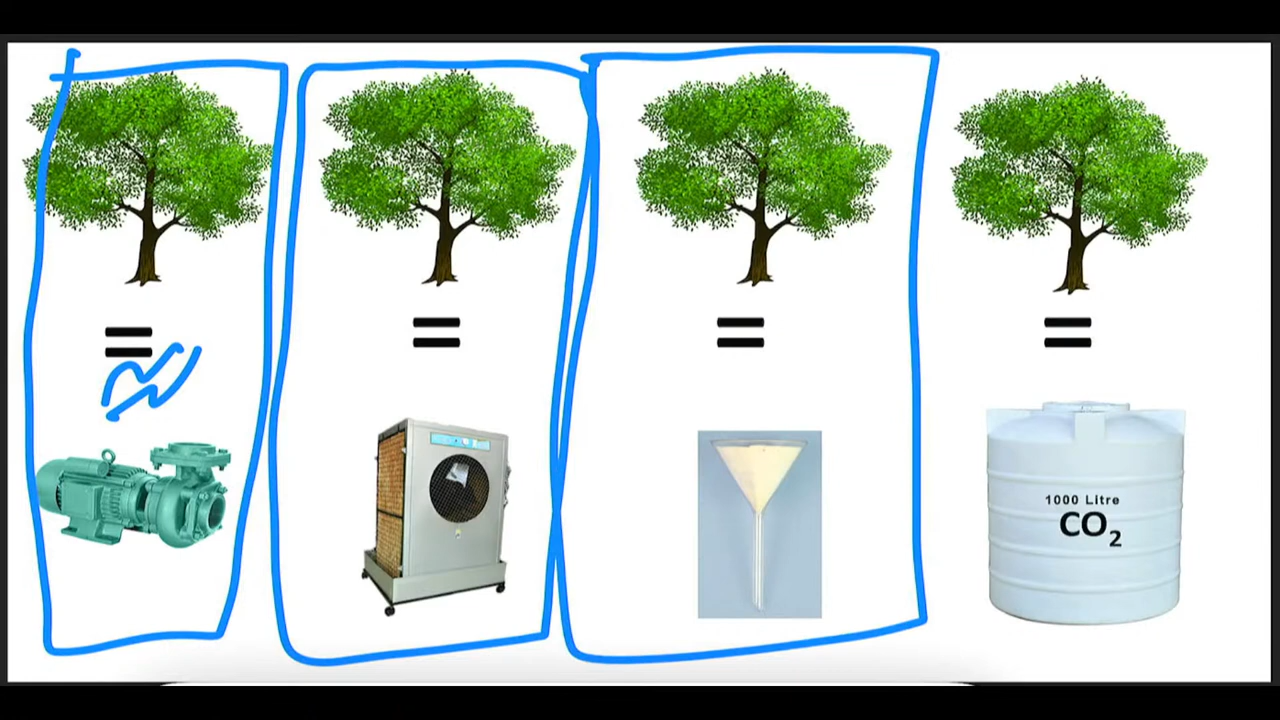 =
=
=
=
1000 Litre
CO₂